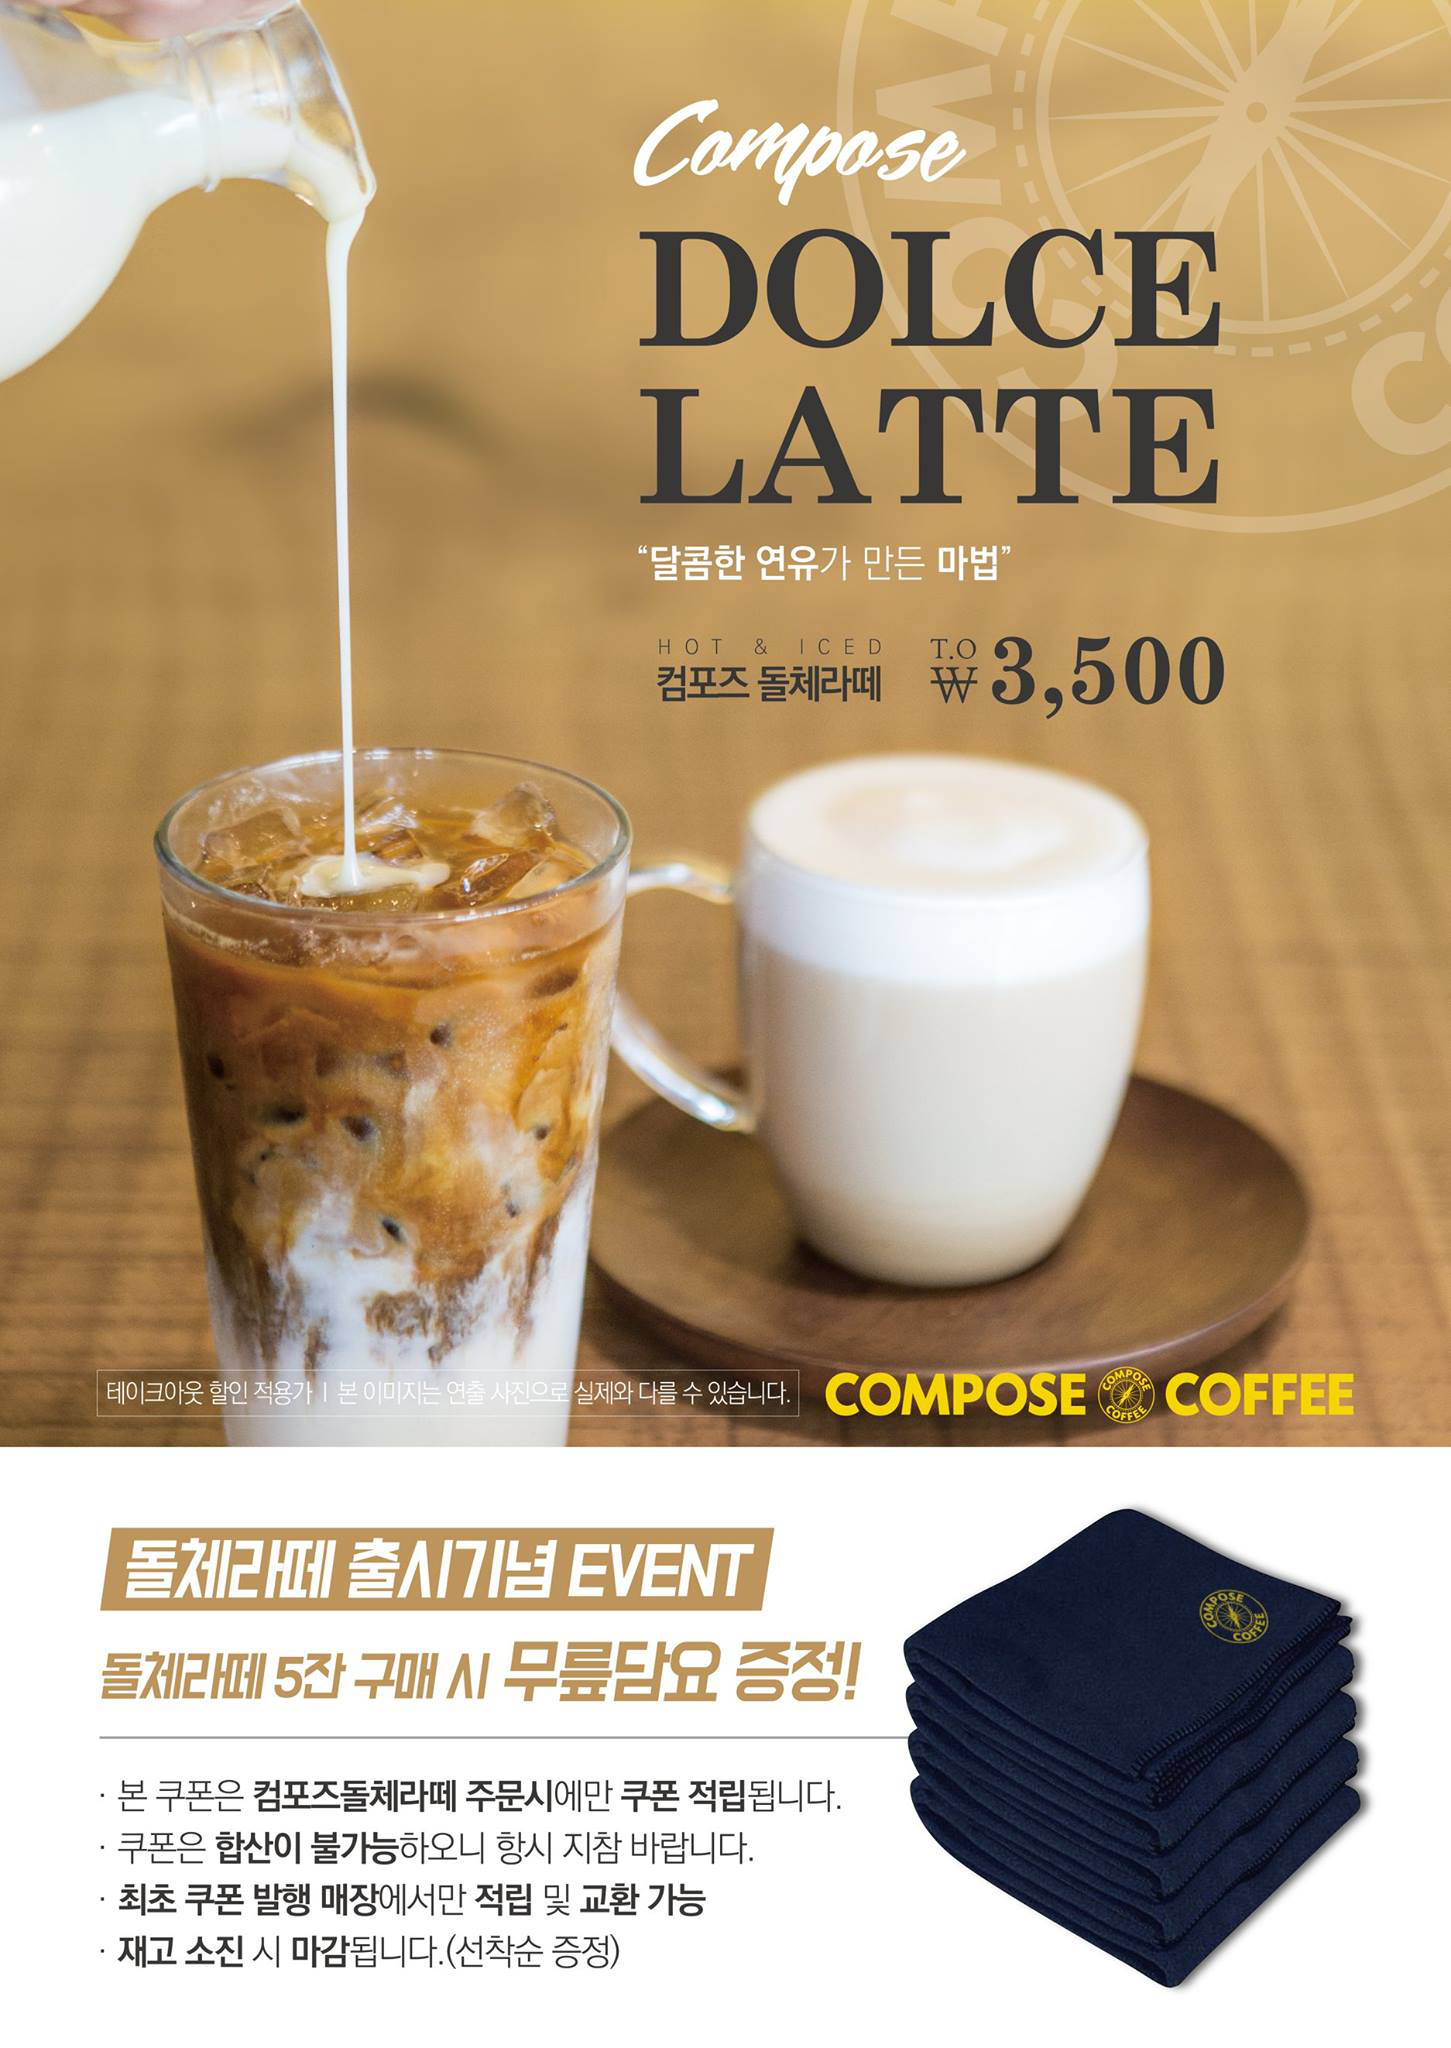 Compose
DOLCE
LATTE
“달콤한 연유가 만든 마법”
HOT & ICED
컴포즈 돌체라떼
T.O
₩3,500
테이크아웃 할인 적용가 | 본 이미지는 연출 사진으로 실제와 다를 수 있습니다.
COMPOSE COMPOSE COFFEE COFFEE
돌체라떼 출시기념 EVENT
돌체라떼 5잔 구매 시 무릎담요 증정!
COMPOSE COFFEE
· 본 쿠폰은 컴포즈돌체라떼 주문시에만 쿠폰 적립됩니다.
· 쿠폰은 합산이 불가능하오니 항시 지참 바랍니다.
· 최초 쿠폰 발행 매장에서만 적립 및 교환 가능
· 재고 소진 시 마감됩니다.(선착순 증정)